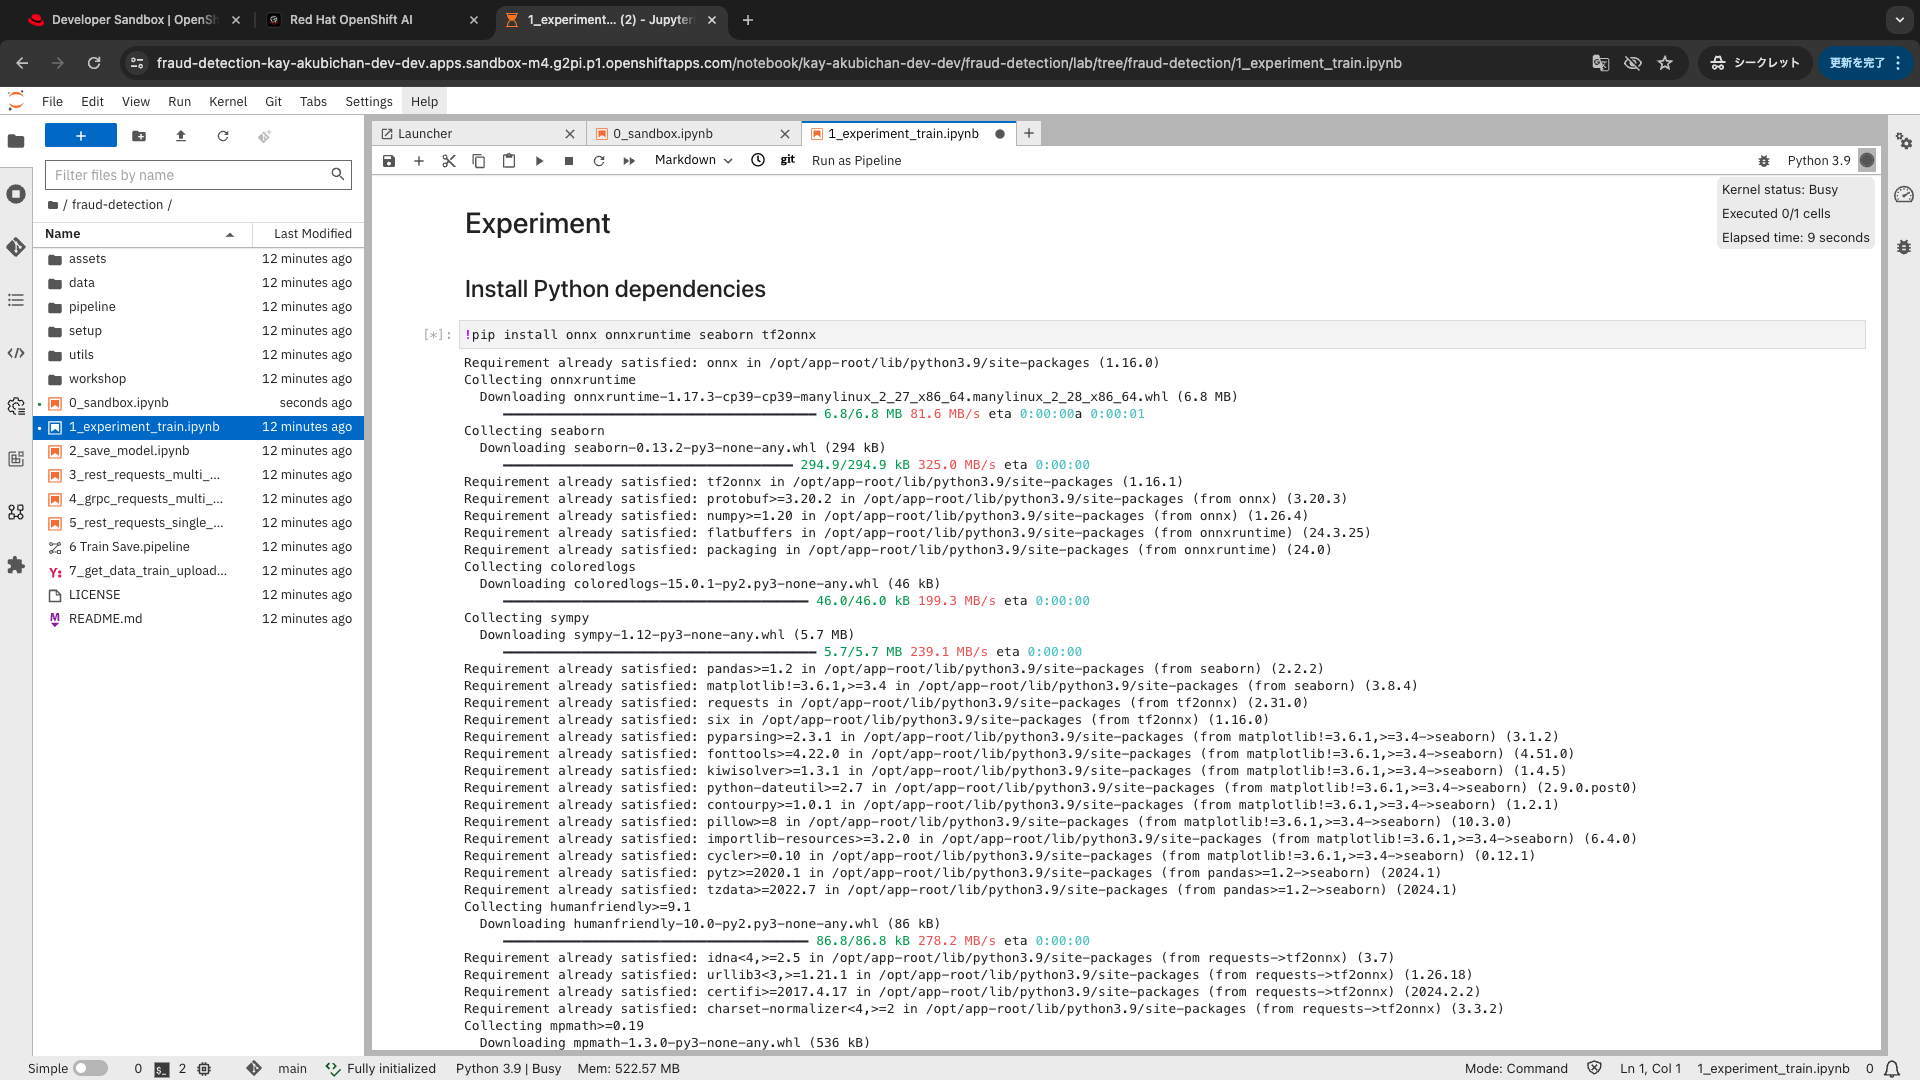 Developer Sandbox | OpenSh
Red Hat OpenShift AI
1_experiment... (2) - Jupyter
fraud-detection-kay-akubichan-dev-dev.apps.sandbox-m4.g2pi.p1.openshiftapps.com/notebook/kay-akubichan-dev-dev/fraud-detection/lab/tree/fraud-detection/1_experiment_train.ipynb
シークレット
更新を完了
File Edit View Run Kernel Git Tabs Settings Help
Filter files by name
/ fraud-detection /
Name Last Modified
assets 12 minutes ago
data 12 minutes ago
pipeline 12 minutes ago
setup 12 minutes ago
utils 12 minutes ago
workshop 12 minutes ago
0_sandbox.ipynb seconds ago
1_experiment_train.ipynb 12 minutes ago
2_save_model.ipynb 12 minutes ago
3_rest_requests_multi_... 12 minutes ago
4_grpc_requests_multi_... 12 minutes ago
5_rest_requests_single_... 12 minutes ago
6 Train Save.pipeline 12 minutes ago
Y: 7_get_data_train_upload... 12 minutes ago
LICENSE 12 minutes ago
M README.md 12 minutes ago
Launcher
0_sandbox.ipynb
1_experiment_train.ipynb
Markdown
git
Run as Pipeline
Python 3.9
Kernel status: Busy
Executed 0/1 cells
Elapsed time: 9 seconds
Experiment
Install Python dependencies
[*]: !pip install onnx onnxruntime seaborn tf2onnx
Requirement already satisfied: onnx in /opt/app-root/lib/python3.9/site-packages (1.16.0)
Collecting onnxruntime
Downloading onnxruntime-1.17.3-cp39-cp39-manylinux_2_27_x86_64.manylinux_2_28_x86_64.whl (6.8 MB)
6.8/6.8 MB 81.6 MB/s eta 0:00:00a 0:00:01
Collecting seaborn
Downloading seaborn-0.13.2-py3-none-any.whl (294 kB)
294.9/294.9 kB 325.0 MB/s eta 0:00:00
Requirement already satisfied: tf2onnx in /opt/app-root/lib/python3.9/site-packages (1.16.1)
Requirement already satisfied: protobuf>=3.20.2 in /opt/app-root/lib/python3.9/site-packages (from onnx) (3.20.3)
Requirement already satisfied: numpy>=1.20 in /opt/app-root/lib/python3.9/site-packages (from onnx) (1.26.4)
Requirement already satisfied: flatbuffers in /opt/app-root/lib/python3.9/site-packages (from onnxruntime) (24.3.25)
Requirement already satisfied: packaging in /opt/app-root/lib/python3.9/site-packages (from onnxruntime) (24.0)
Collecting coloredlogs
Downloading coloredlogs-15.0.1-py2.py3-none-any.whl (46 kB)
46.0/46.0 kB 199.3 MB/s eta 0:00:00
Collecting sympy
Downloading sympy-1.12-py3-none-any.whl (5.7 MB)
5.7/5.7 MB 239.1 MB/s eta 0:00:00
Requirement already satisfied: pandas>=1.2 in /opt/app-root/lib/python3.9/site-packages (from seaborn) (2.2.2)
Requirement already satisfied: matplotlib!=3.6.1,>=3.4 in /opt/app-root/lib/python3.9/site-packages (from seaborn) (3.8.4)
Requirement already satisfied: requests in /opt/app-root/lib/python3.9/site-packages (from tf2onnx) (2.31.0)
Requirement already satisfied: six in /opt/app-root/lib/python3.9/site-packages (from tf2onnx) (1.16.0)
Requirement already satisfied: pyparsing>=2.3.1 in /opt/app-root/lib/python3.9/site-packages (from matplotlib!=3.6.1,>=3.4->seaborn) (3.1.2)
Requirement already satisfied: fonttools>=4.22.0 in /opt/app-root/lib/python3.9/site-packages (from matplotlib!=3.6.1,>=3.4->seaborn) (4.51.0)
Requirement already satisfied: kiwisolver>=1.3.1 in /opt/app-root/lib/python3.9/site-packages (from matplotlib!=3.6.1,>=3.4->seaborn) (1.4.5)
Requirement already satisfied: python-dateutil>=2.7 in /opt/app-root/lib/python3.9/site-packages (from matplotlib!=3.6.1,>=3.4->seaborn) (2.9.0.post0)
Requirement already satisfied: contourpy>=1.0.1 in /opt/app-root/lib/python3.9/site-packages (from matplotlib!=3.6.1,>=3.4->seaborn) (1.2.1)
Requirement already satisfied: pillow>=8 in /opt/app-root/lib/python3.9/site-packages (from matplotlib!=3.6.1,>=3.4->seaborn) (10.3.0)
Requirement already satisfied: importlib-resources>=3.2.0 in /opt/app-root/lib/python3.9/site-packages (from matplotlib!=3.6.1,>=3.4->seaborn) (6.4.0)
Requirement already satisfied: cycler>=0.10 in /opt/app-root/lib/python3.9/site-packages (from matplotlib!=3.6.1,>=3.4->seaborn) (0.12.1)
Requirement already satisfied: pytz>=2020.1 in /opt/app-root/lib/python3.9/site-packages (from pandas>=1.2->seaborn) (2024.1)
Requirement already satisfied: tzdata>=2022.7 in /opt/app-root/lib/python3.9/site-packages (from pandas>=1.2->seaborn) (2024.1)
Collecting humanfriendly>=9.1
Downloading humanfriendly-10.0-py2.py3-none-any.whl (86 kB)
86.8/86.8 kB 278.2 MB/s eta 0:00:00
Requirement already satisfied: idna<4,>=2.5 in /opt/app-root/lib/python3.9/site-packages (from requests->tf2onnx) (3.7)
Requirement already satisfied: urllib3<3,>=1.21.1 in /opt/app-root/lib/python3.9/site-packages (from requests->tf2onnx) (1.26.18)
Requirement already satisfied: certifi>=2017.4.17 in /opt/app-root/lib/python3.9/site-packages (from requests->tf2onnx) (2024.2.2)
Requirement already satisfied: charset-normalizer<4,>=2 in /opt/app-root/lib/python3.9/site-packages (from requests->tf2onnx) (3.3.2)
Collecting mpmath>=0.19
Downloading mpmath-1.3.0-py3-none-any.whl (536 kB)
Simple 0 2 main Fully initialized Python 3.9 | Busy Mem: 522.57 MB Mode: Command Ln 1, Col 1 1_experiment_train.ipynb 0